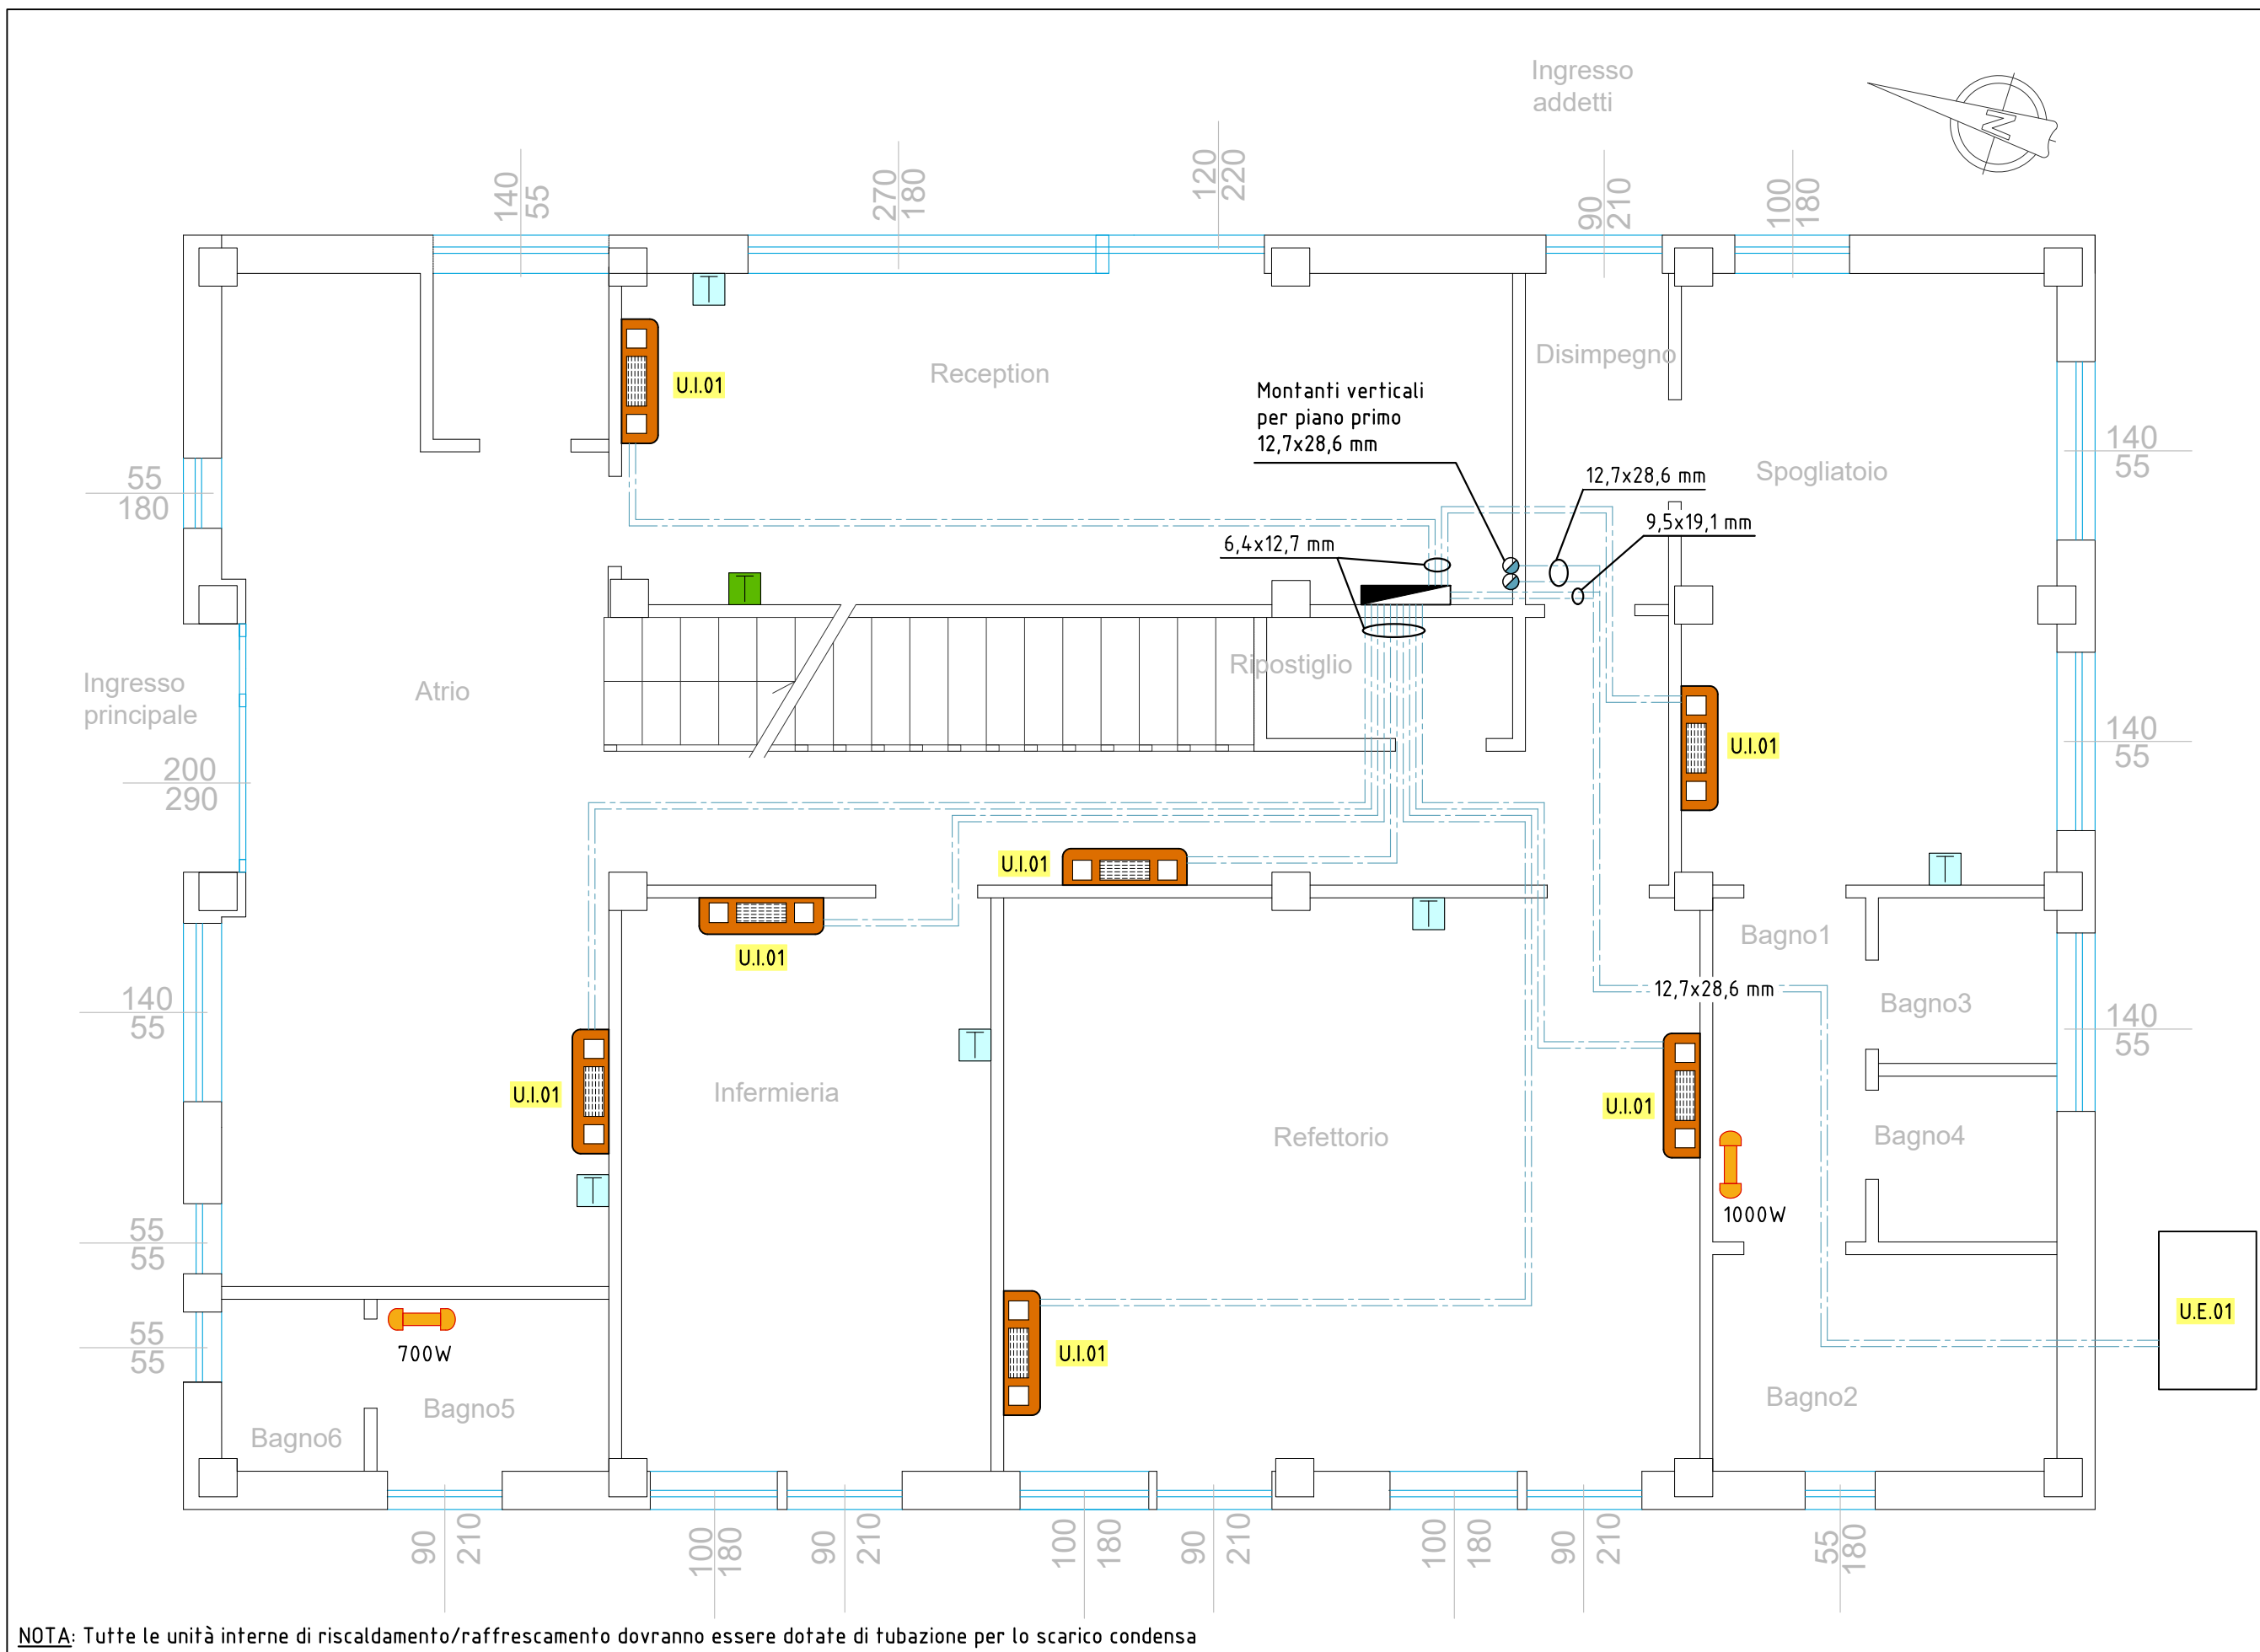 Ingresso
addetti
N
140
55
270
180
120
220
90
210
100
180
T
U.I.01
Reception
Disimpegno
Montanti verticali
per piano primo
12,7x28,6 mm
140
55
Spogliatoio
12,7x28,6 mm
55
180
9,5x19,1 mm
6,4x12,7 mm
T
Ripostiglio
Ingresso
principale
Atrio
U.I.01
140
55
200
290
U.I.01
T
T
U.I.01
Bagno1
12,7x28,6 mm
Bagno3
140
55
140
55
T
U.I.01
Infermieria
U.I.01
Refettorio
Bagno4
T
1000W
55
55
U.E.01
55
55
700W
U.I.01
Bagno5
Bagno2
Bagno6
90
210
100
180
90
210
100
180
90
210
100
180
90
210
55
180
NOTA: Tutte le unità interne di riscaldamento/raffrescamento dovranno essere dotate di tubazione per lo scarico condensa